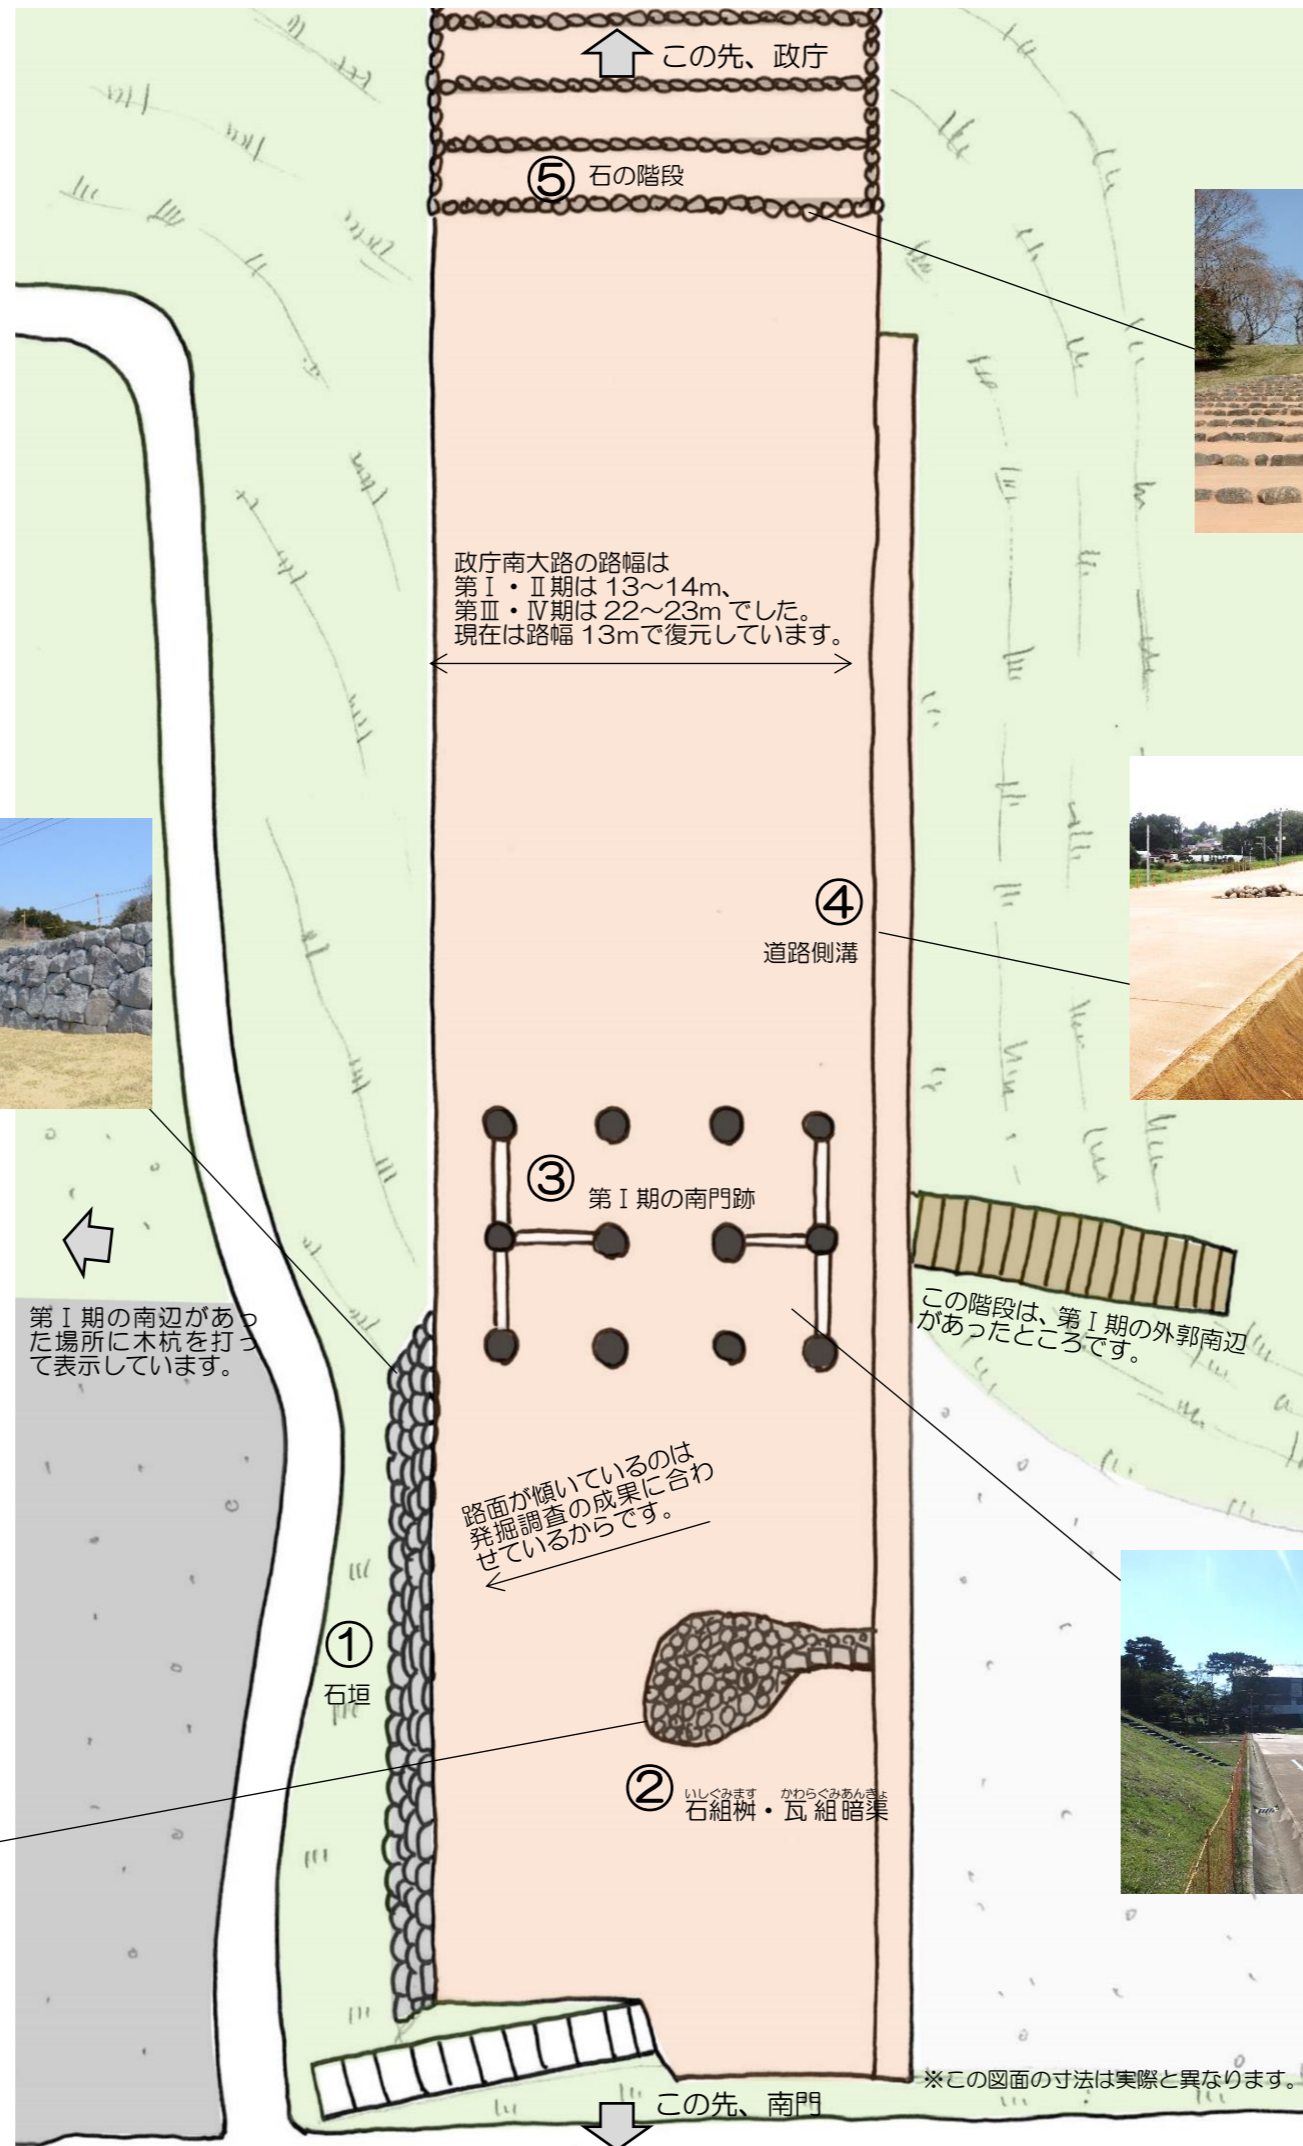 この先、政庁
⑤ 石の階段
政庁南大路の路幅は
第Ⅰ・Ⅱ期は 13～14m、
第Ⅲ・Ⅳ期は 22～23m でした。
現在は路幅 13mで復元しています。
④
道路側溝
③ 第Ⅰ期の南門跡
第Ⅰ期の南辺があっ
た場所に木杭を打っ
て表示しています。
この階段は、第Ⅰ期の外郭南辺
があったところです。
路面が傾いているのは
発掘調査の成果に合わ
せているからです。
①
石垣
いしぐみます かわらぐみあんきょ
② 石組桝・瓦組暗渠
※この図面の寸法は実際と異なります。
この先、南門